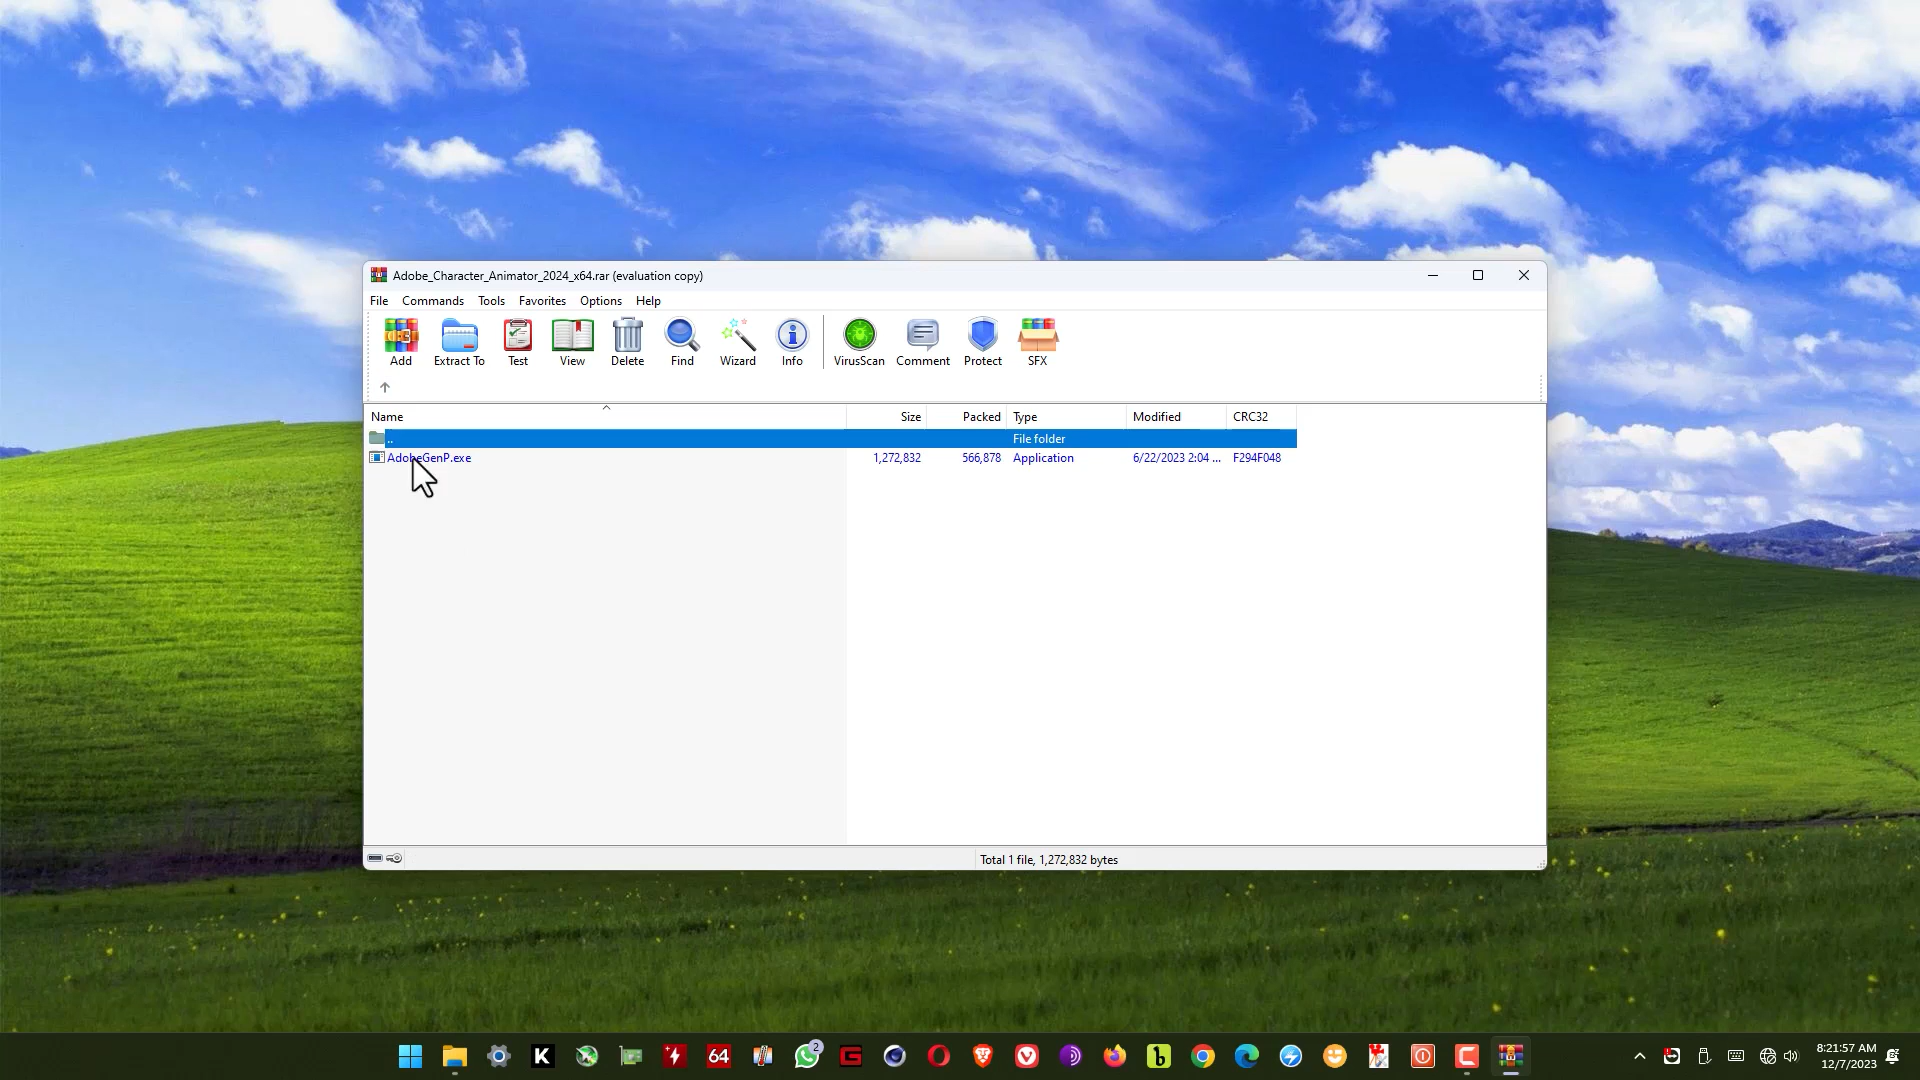 Adobe_Character_Animator_2024_x64.rar (evaluation copy)
File Commands Tools Favorites Options Help
Add Extract To Test View Delete Find Wizard Info VirusScan Comment Protect SFX
Name Size Packed Type Modified CRC32
.. File folder
AdobeGenP.exe 1,272,832 566,878 Application 6/22/2023 2:04 ... F294F048
Total 1 file, 1,272,832 bytes
K 64 2
8:21:57 AM
12/7/2023